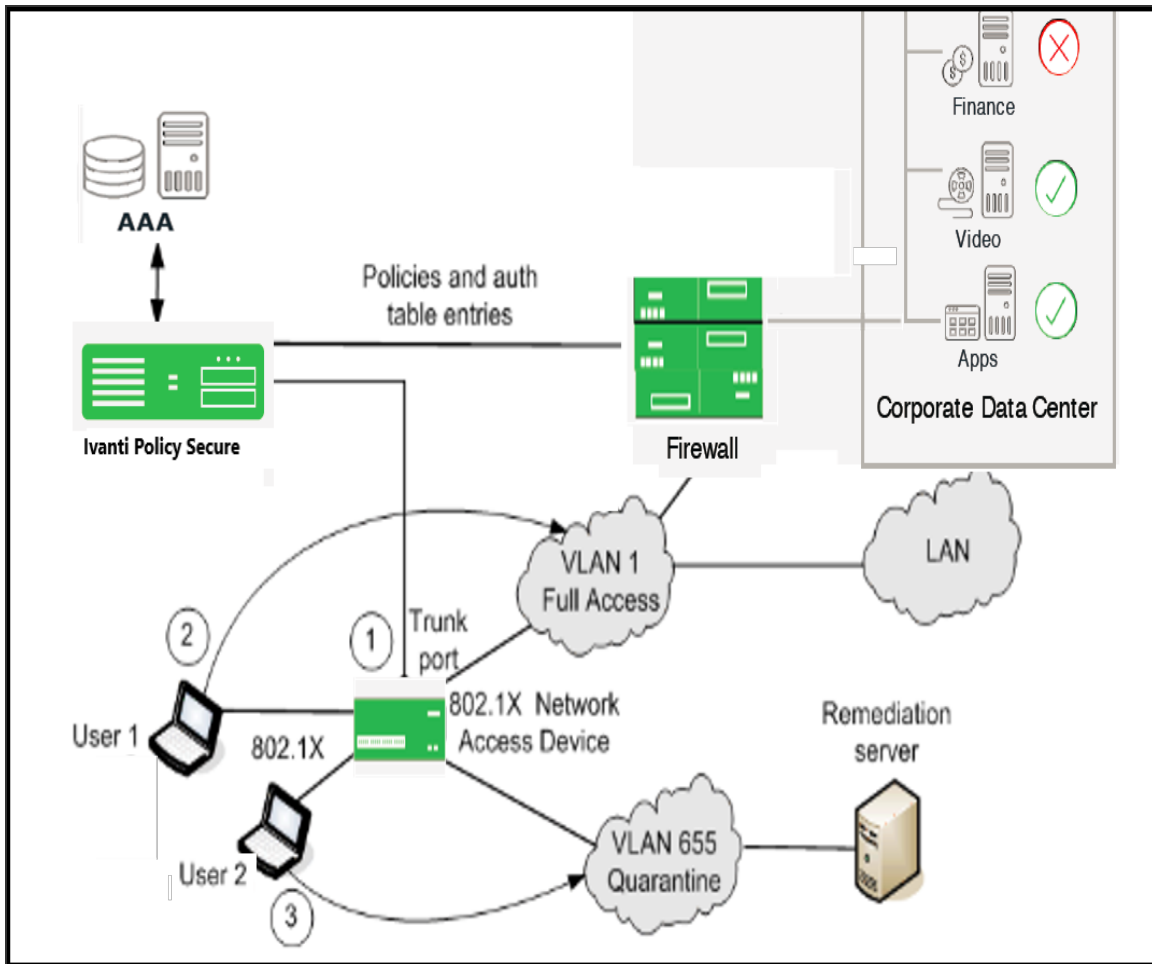 Finance
Video
Apps
Corporate Data Center
AAA
Policies and auth
table entries
Ivanti Policy Secure
Firewall
VLAN 1
Full Access
LAN
2
1
Trunk
port
User 1
802.1X
802.1X Network
Access Device
Remediation
server
User 2
VLAN 655
Quarantine
3